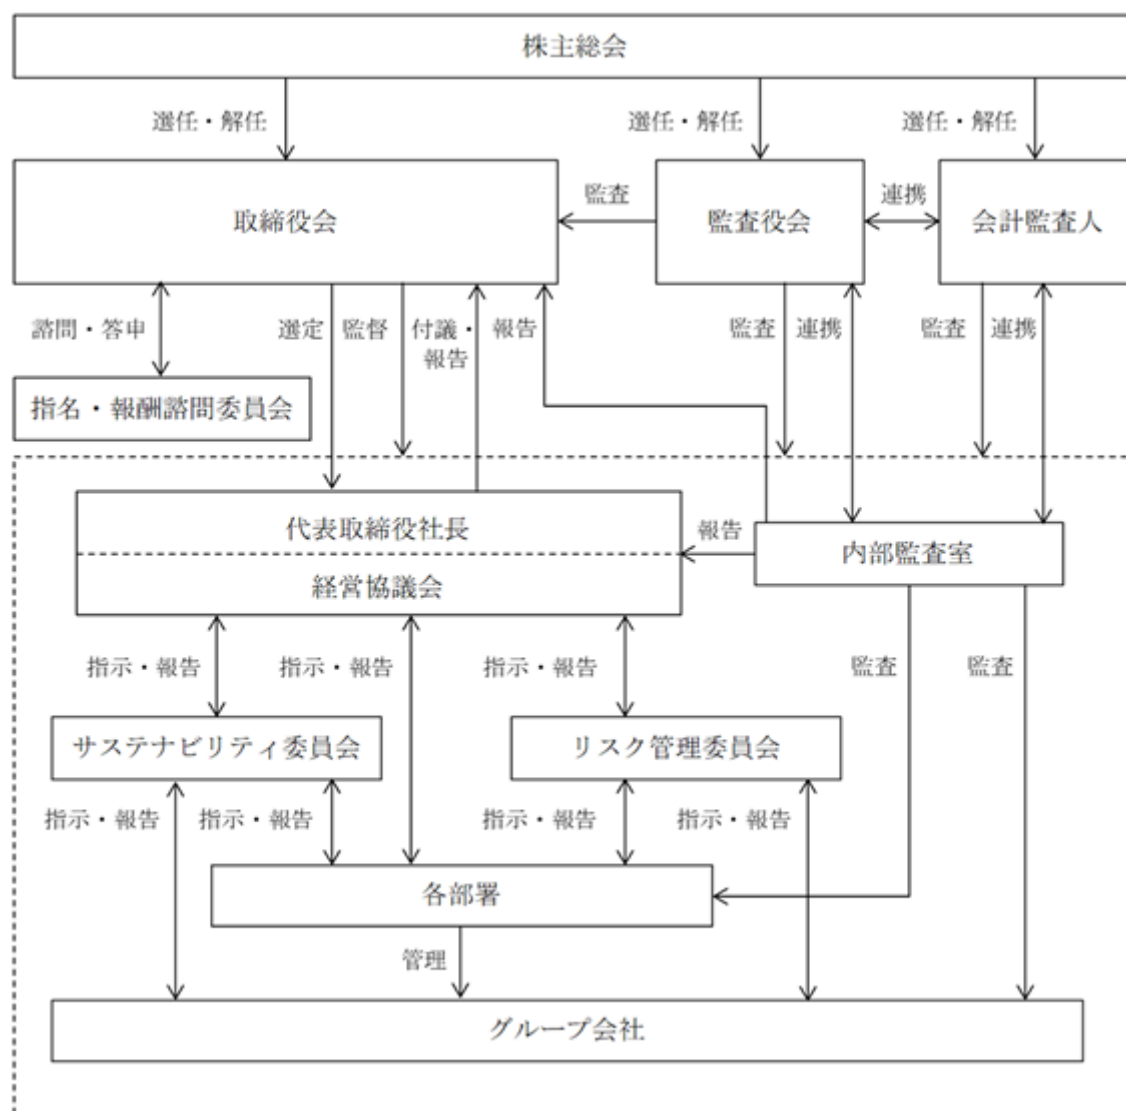 株主総会
選任・解任
選任・解任
選任・解任
取締役会
監査
監査役会
連携
会計監査人
諮問・答申
選定
監督
付議・
報告
報告
監査
連携
監査
連携
指名・報酬諮問委員会
代表取締役社長
経営協議会
報告
内部監査室
指示・報告
指示・報告
指示・報告
監査
監査
サステナビリティ委員会
リスク管理委員会
指示・報告
指示・報告
指示・報告
指示・報告
各部署
管理
グループ会社